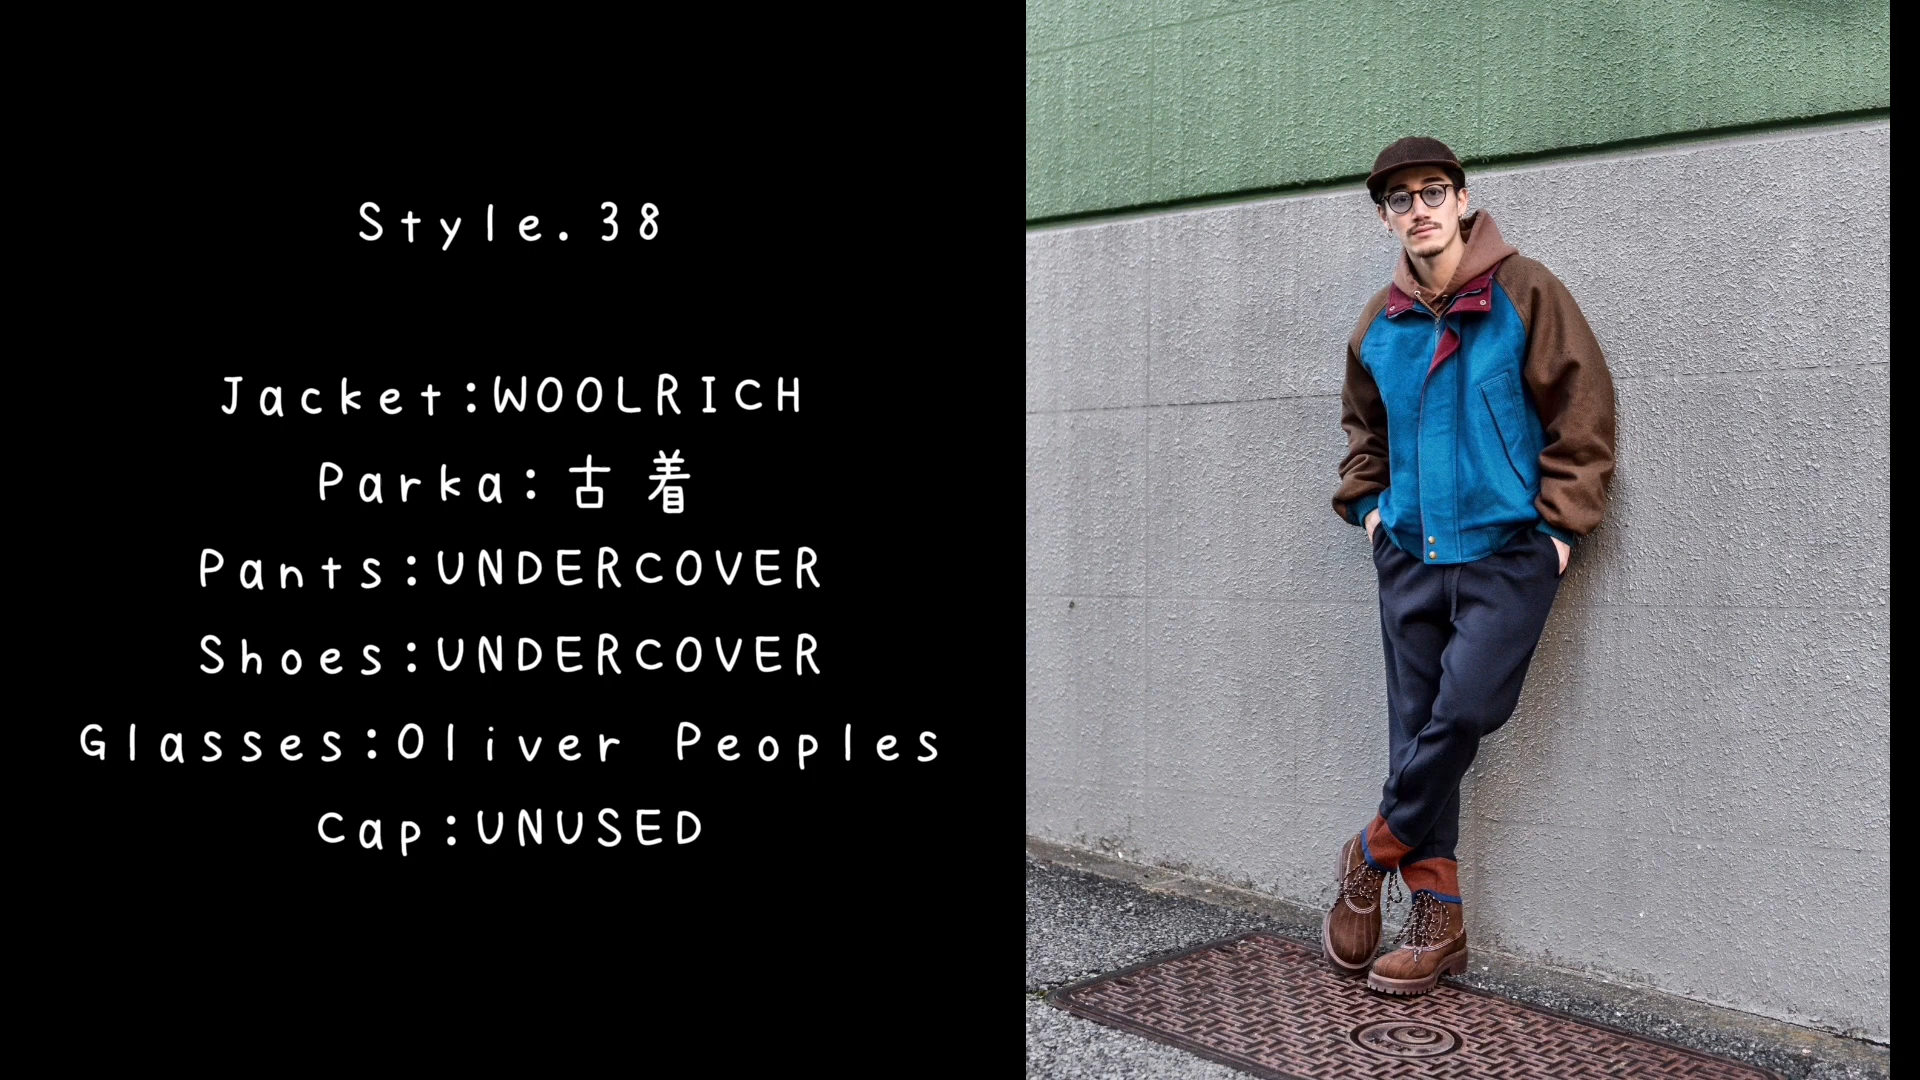 Style.38
Jacket:WOOLRICH
Parka:古着
Pants:UNDERCOVER
Shoes:UNDERCOVER
Glasses:Oliver Peoples
Cap:UNUSED